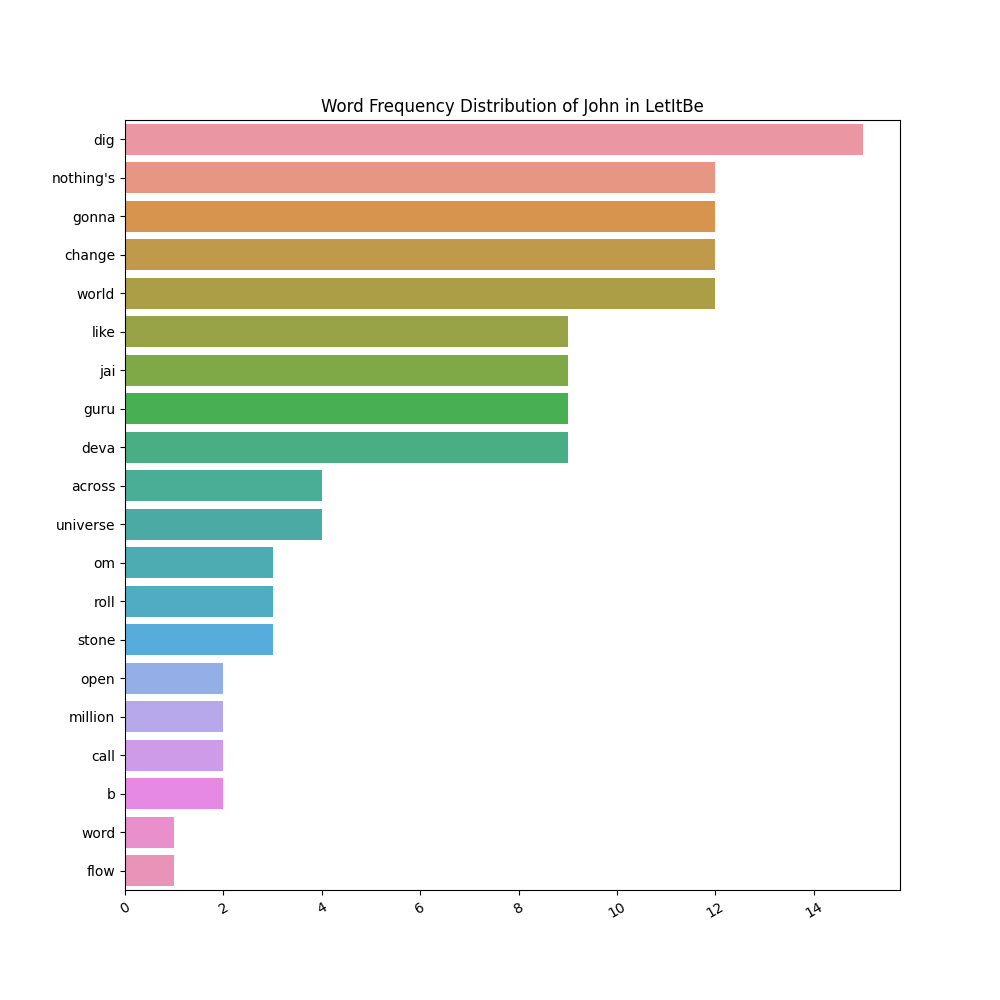 Word Frequency Distribution of John in LetItBe
dig
nothing's
gonna
change
world
like
jai
guru
deva
across
universe
om
roll
stone
open
million
call
b
word
flow
0 2 4 6 8 10 12 14